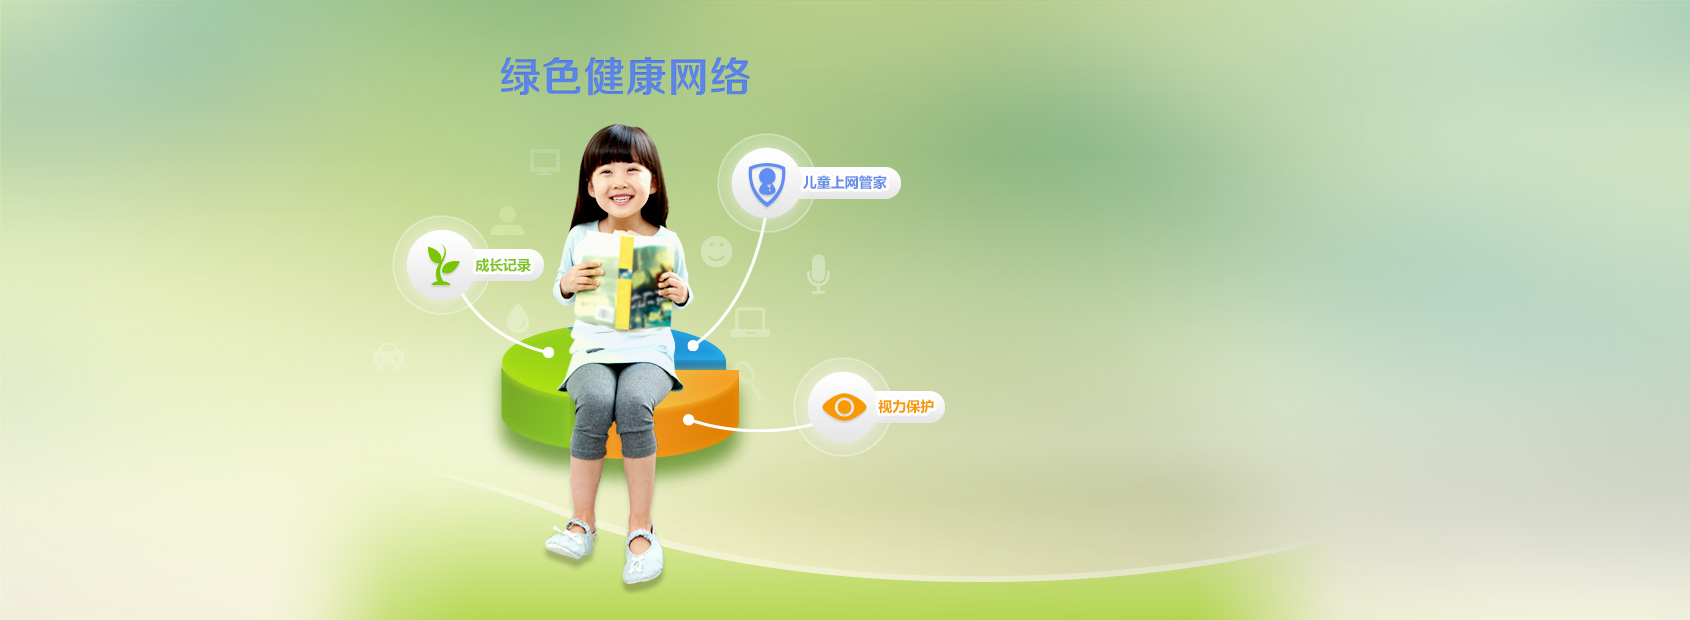 绿色健康网络
儿童上网管家
成长记录
视力保护